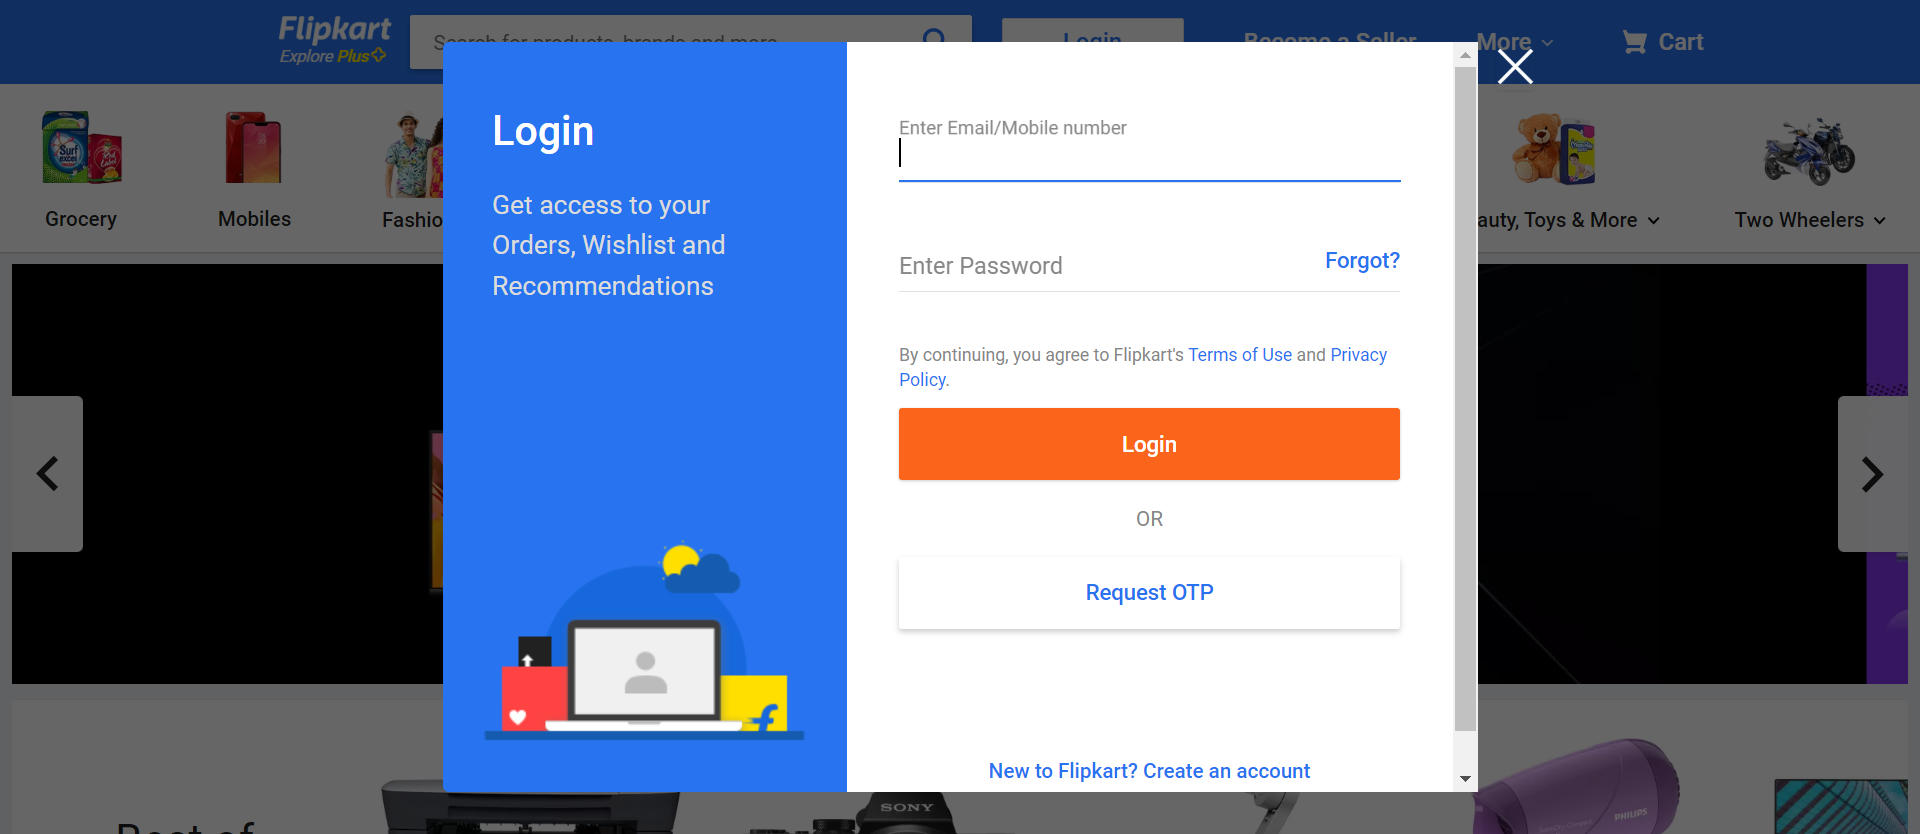 Flipkart
Explore Plus
Search for products, brands and more
Login
Become a Seller
More
Cart
Grocery
Mobiles
Fashio
auty, Toys & More
Two Wheelers
Login
Get access to your
Orders, Wishlist and
Recommendations
Enter Email/Mobile number
Enter Password
Forgot?
By continuing, you agree to Flipkart's Terms of Use and Privacy
Policy.
Login
OR
Request OTP
New to Flipkart? Create an account
Surf
excel
SONY
PHILIPS
Best of